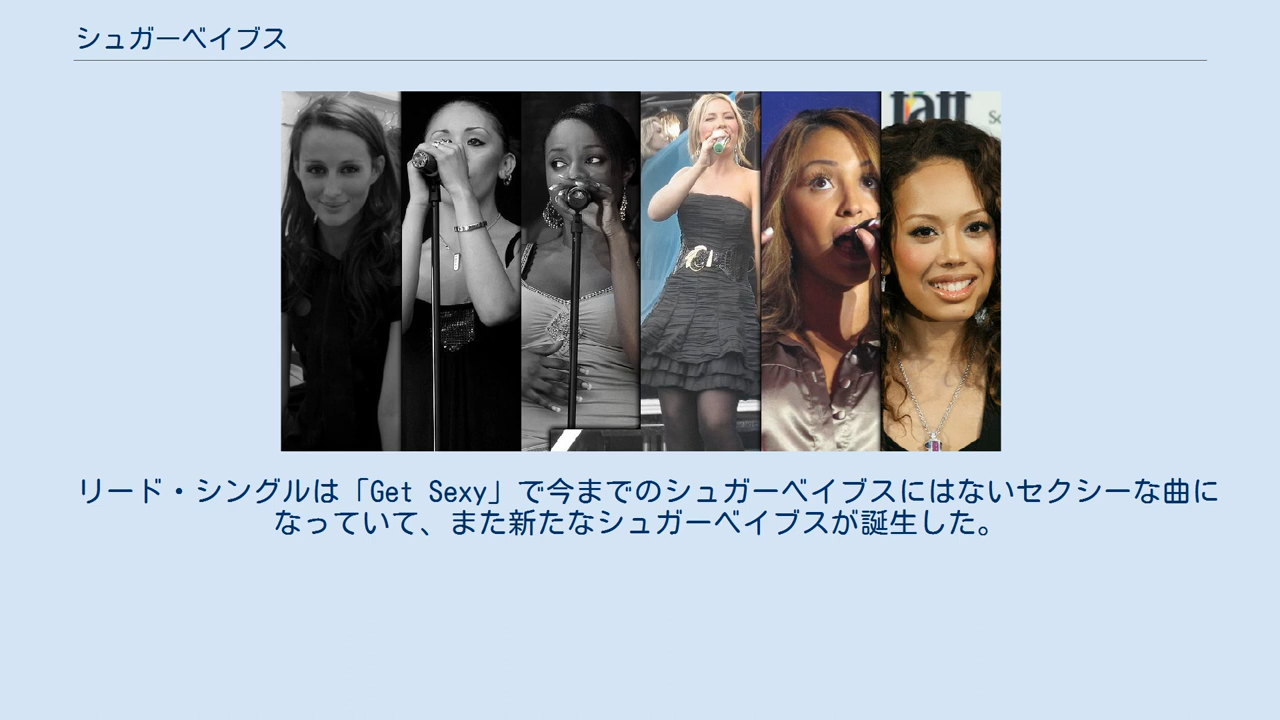 シュガーベイブス
リード・シングルは「Get Sexy」で今までのシュガーベイブスにはないセクシーな曲に
なっていて、また新たなシュガーベイブスが誕生した。